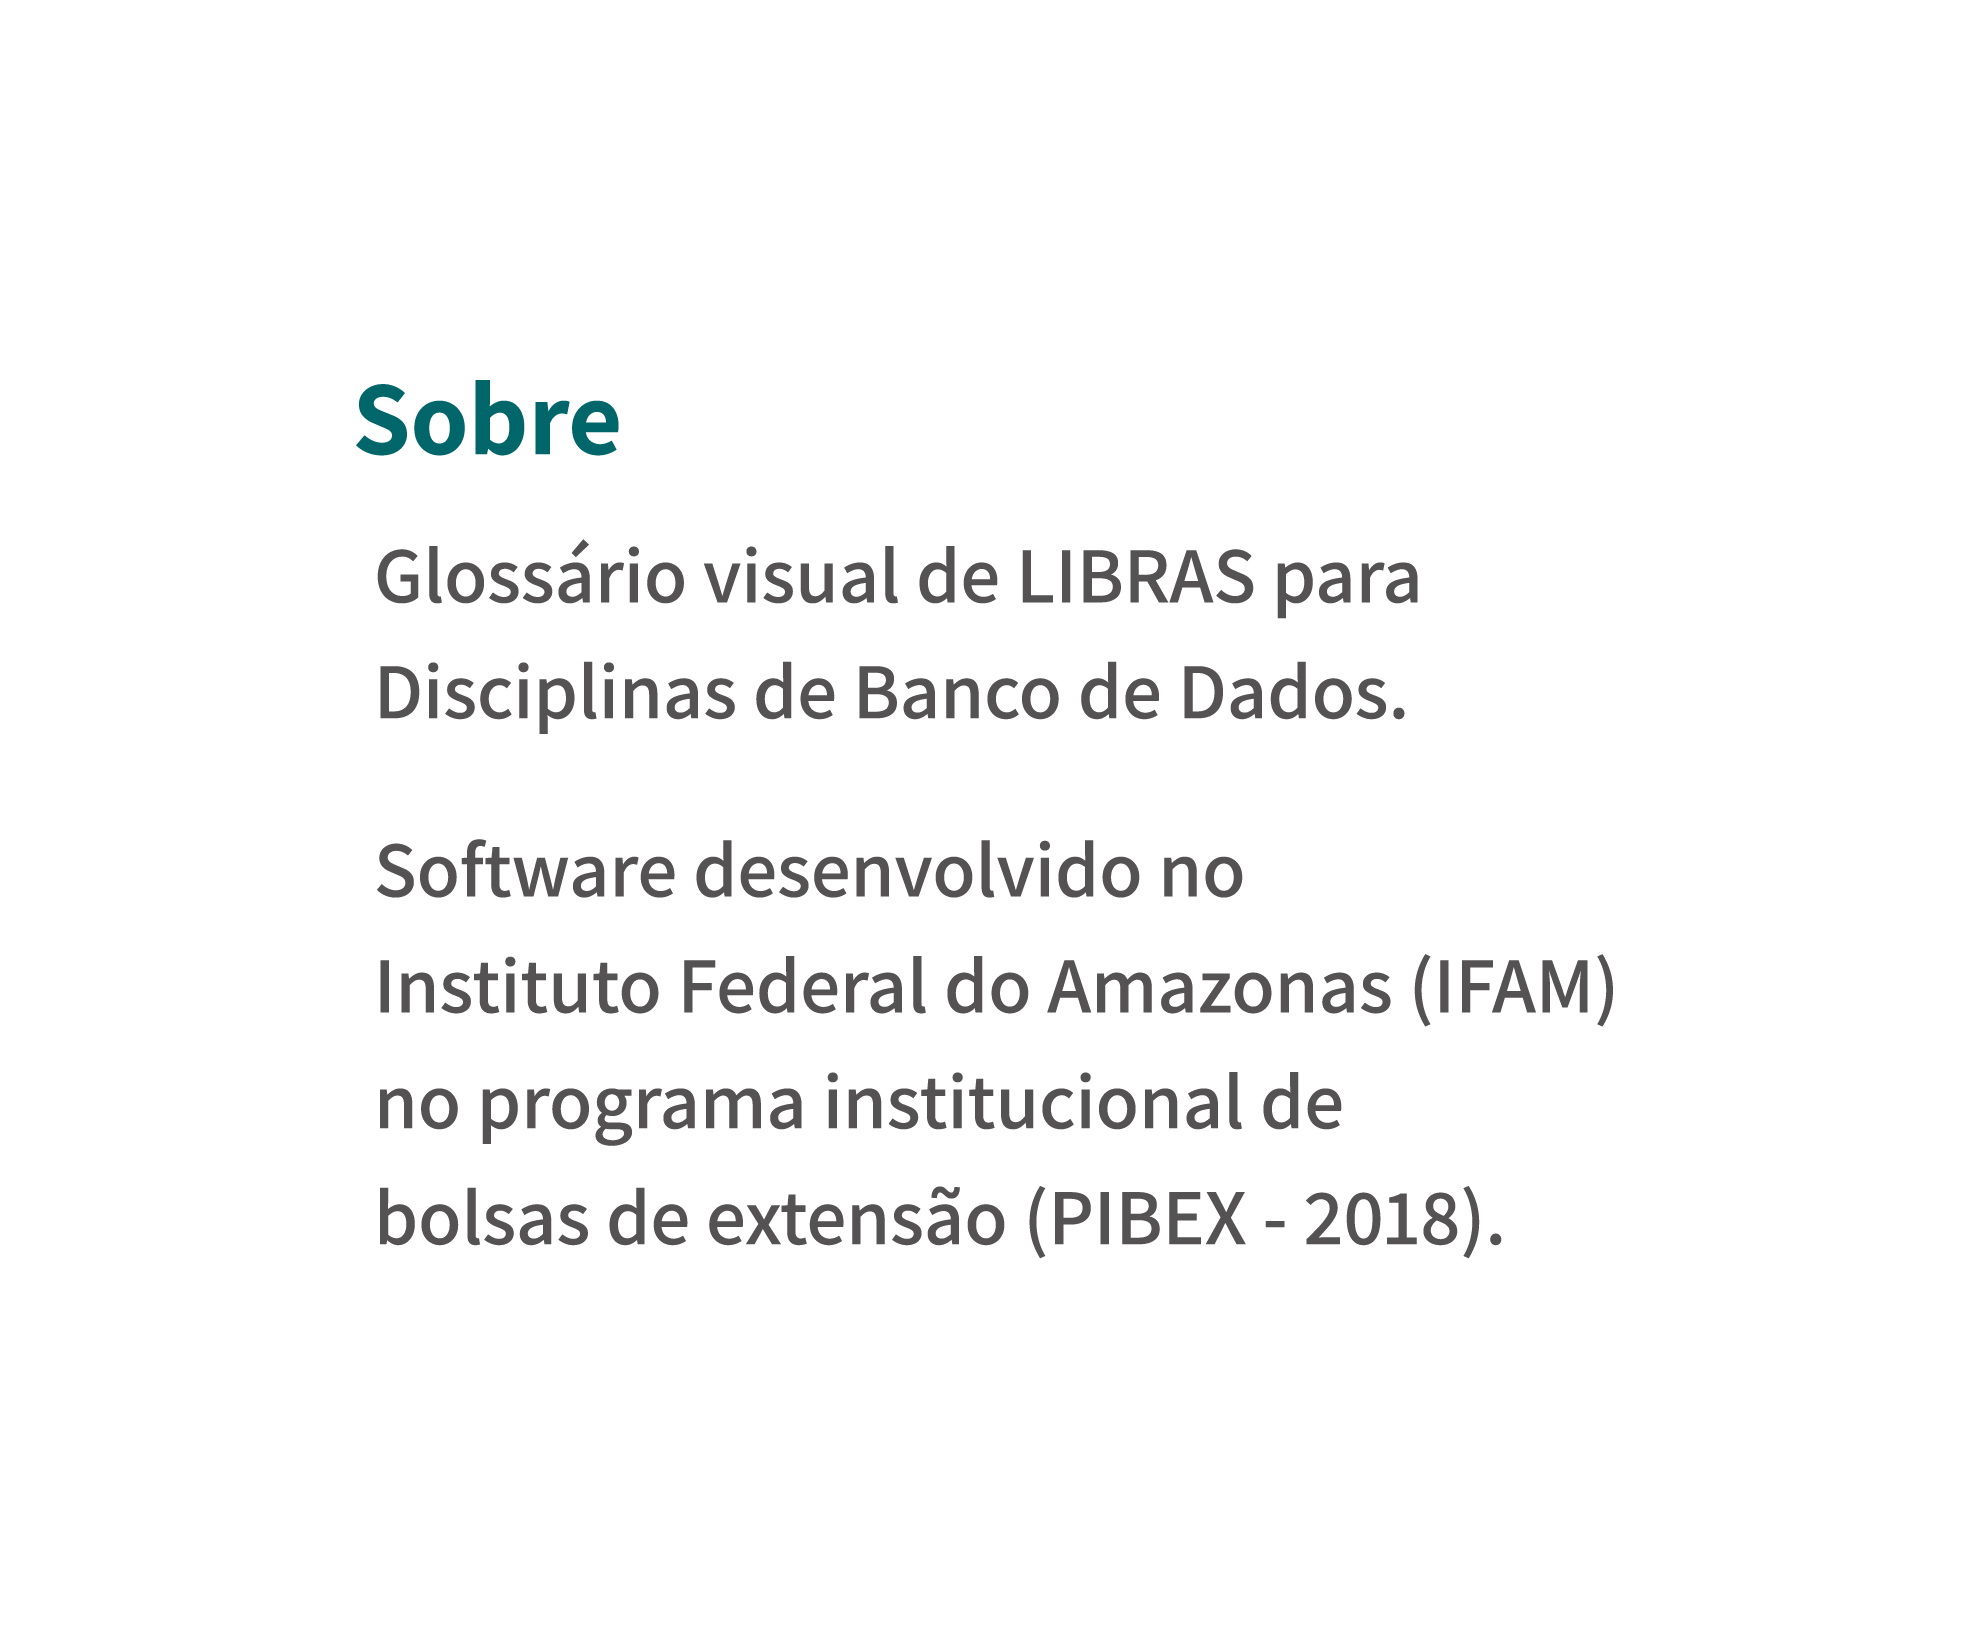 Sobre
Glossário visual de LIBRAS para
Disciplinas de Banco de Dados.
Software desenvolvido no
Instituto Federal do Amazonas (IFAM)
no programa institucional de
bolsas de extensão (PIBEX - 2018).